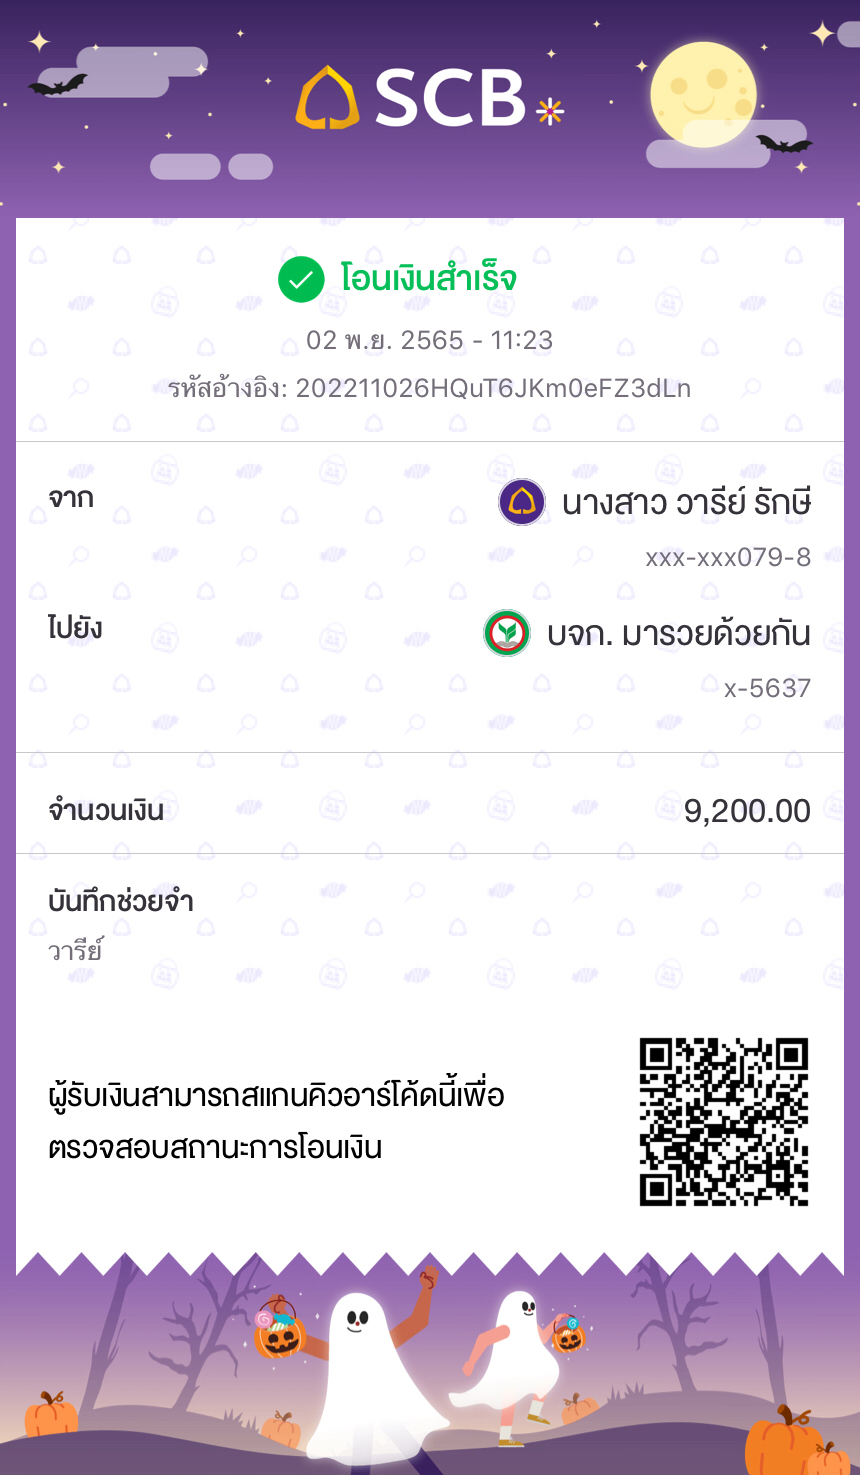 SCB
โอนเงินสำเร็จ
02 พ.ย. 2565 - 11:23
รหัสอ้างอิง: 202211026HQuT6JKm0eFZ3dLn
จาก
นางสาว วารีย์ รักษี
xxx-xxx079-8
ไปยัง
บจก. มารวยด้วยกัน
x-5637
จำนวนเงิน
9,200.00
บันทึกช่วยจำ
วารีย์
ผู้รับเงินสามารถสแกนคิวอาร์โค้ดนี้เพื่อ
ตรวจสอบสถานะการโอนเงิน